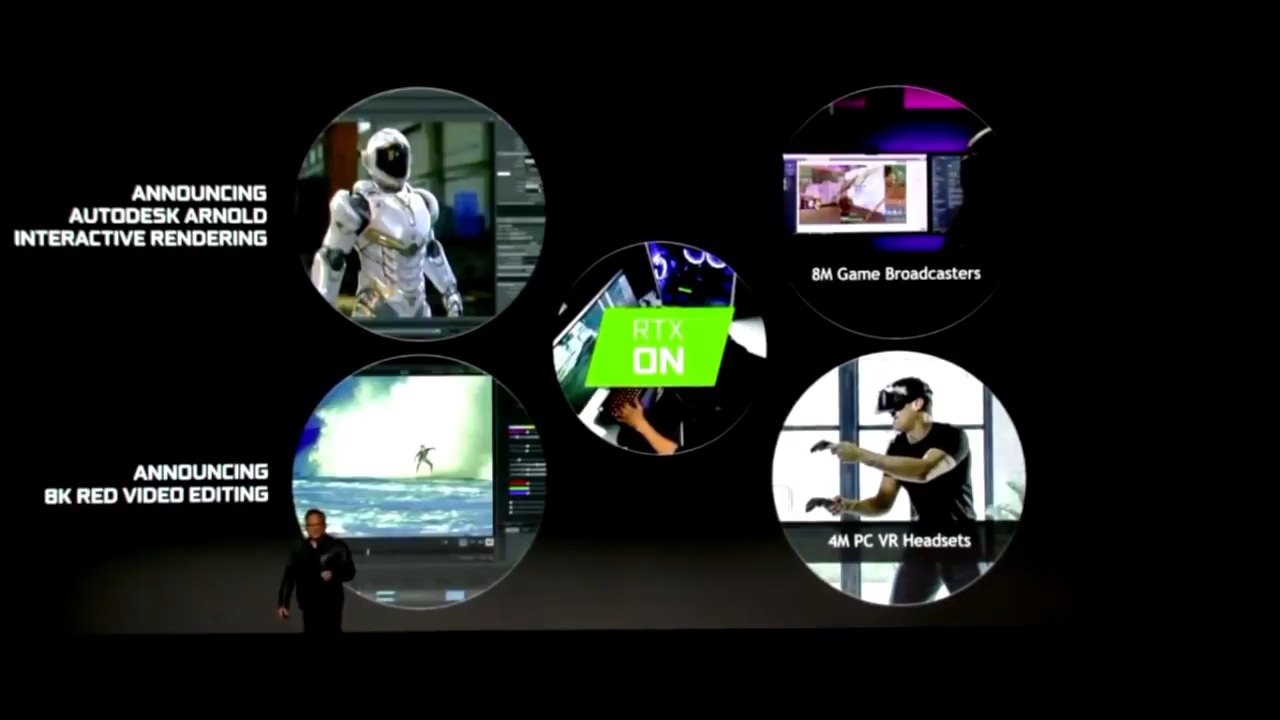 ANNOUNCING
AUTODESK ARNOLD
INTERACTIVE RENDERING
8M Game Broadcasters
RTX
ON
ANNOUNCING
8K RED VIDEO EDITING
4M PC VR Headsets